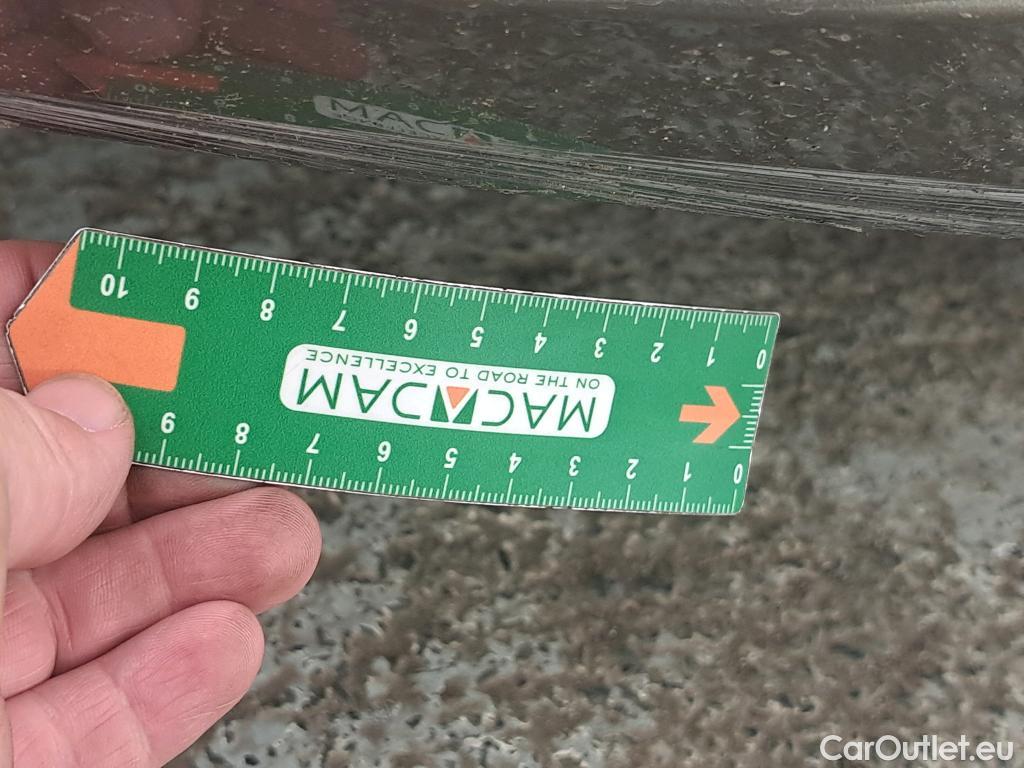 0 1 2 3 4 5 6 7 8 9
MACADAM
ON THE ROAD TO EXCELLENCE
0 1 2 3 4 5 6 7 8 9 10
MAC
CarOutlet.eu